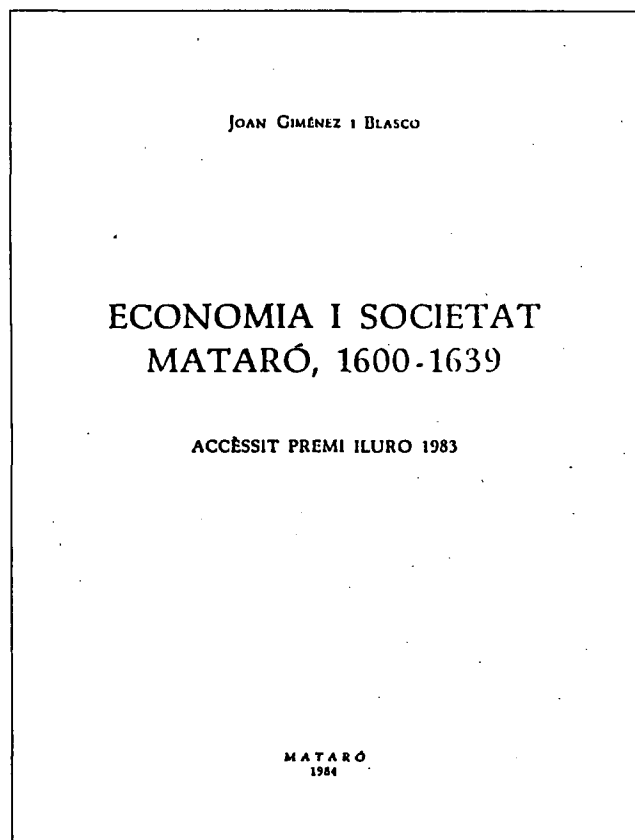 JOAN GIMÉNEZ I BLASCO
ECONOMIA I SOCIETAT
MATARÓ, 1600-1639
ACCÈSSIT PREMI ILURO 1983
MATARÓ
1984